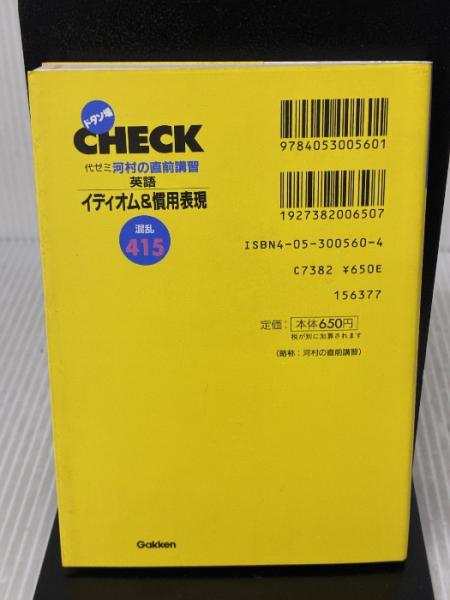 ドタン場
CHECK
代ゼミ河村の直前講習
英語
イディオム&慣用表現
混乱
415
9784053005601
1927382006507
ISBN4-05-300560-4
C7382 ¥650E
156377
定価：本体650円
税が別に加算されます
(略称：河村の直前講習)
Gakken